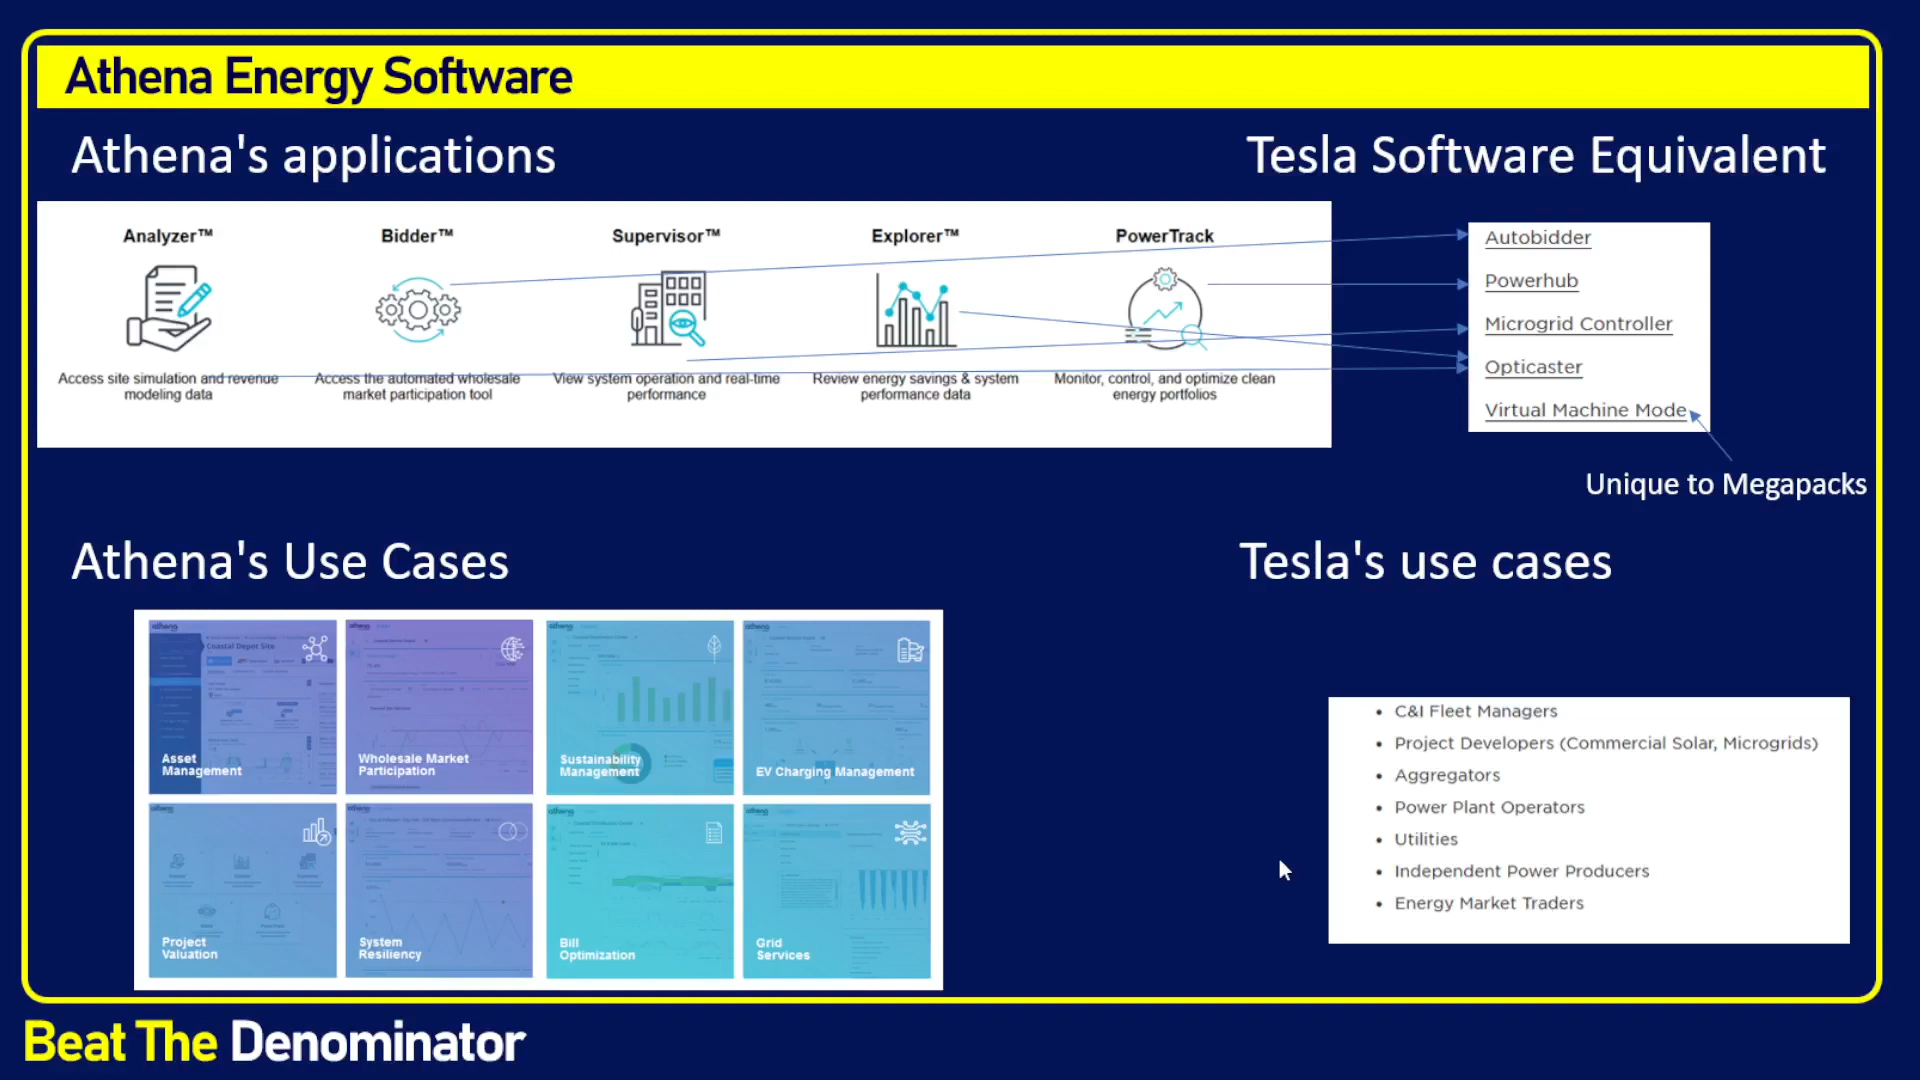 Athena Energy Software
Athena's applications
Tesla Software Equivalent
Analyzer™
Bidder™
Supervisor™
Explorer™
PowerTrack
Access site simulation and revenue
modeling data
Access the automated wholesale
market participation tool
View system operation and real-time
performance
Review energy savings & system
performance data
Monitor, control, and optimize clean
energy portfolios
Autobidder
Powerhub
Microgrid Controller
Opticaster
Virtual Machine Mode
Unique to Megapacks
Athena's Use Cases
Tesla's use cases
athena
Coastal Depot Site
Asset
Management
Wholesale Market
Participation
Sustainability
Management
EV Charging Management
Project
Valuation
System
Resiliency
Bill
Optimization
Grid
Services
• C&I Fleet Managers
• Project Developers (Commercial Solar, Microgrids)
• Aggregators
• Power Plant Operators
• Utilities
• Independent Power Producers
• Energy Market Traders
Beat The Denominator